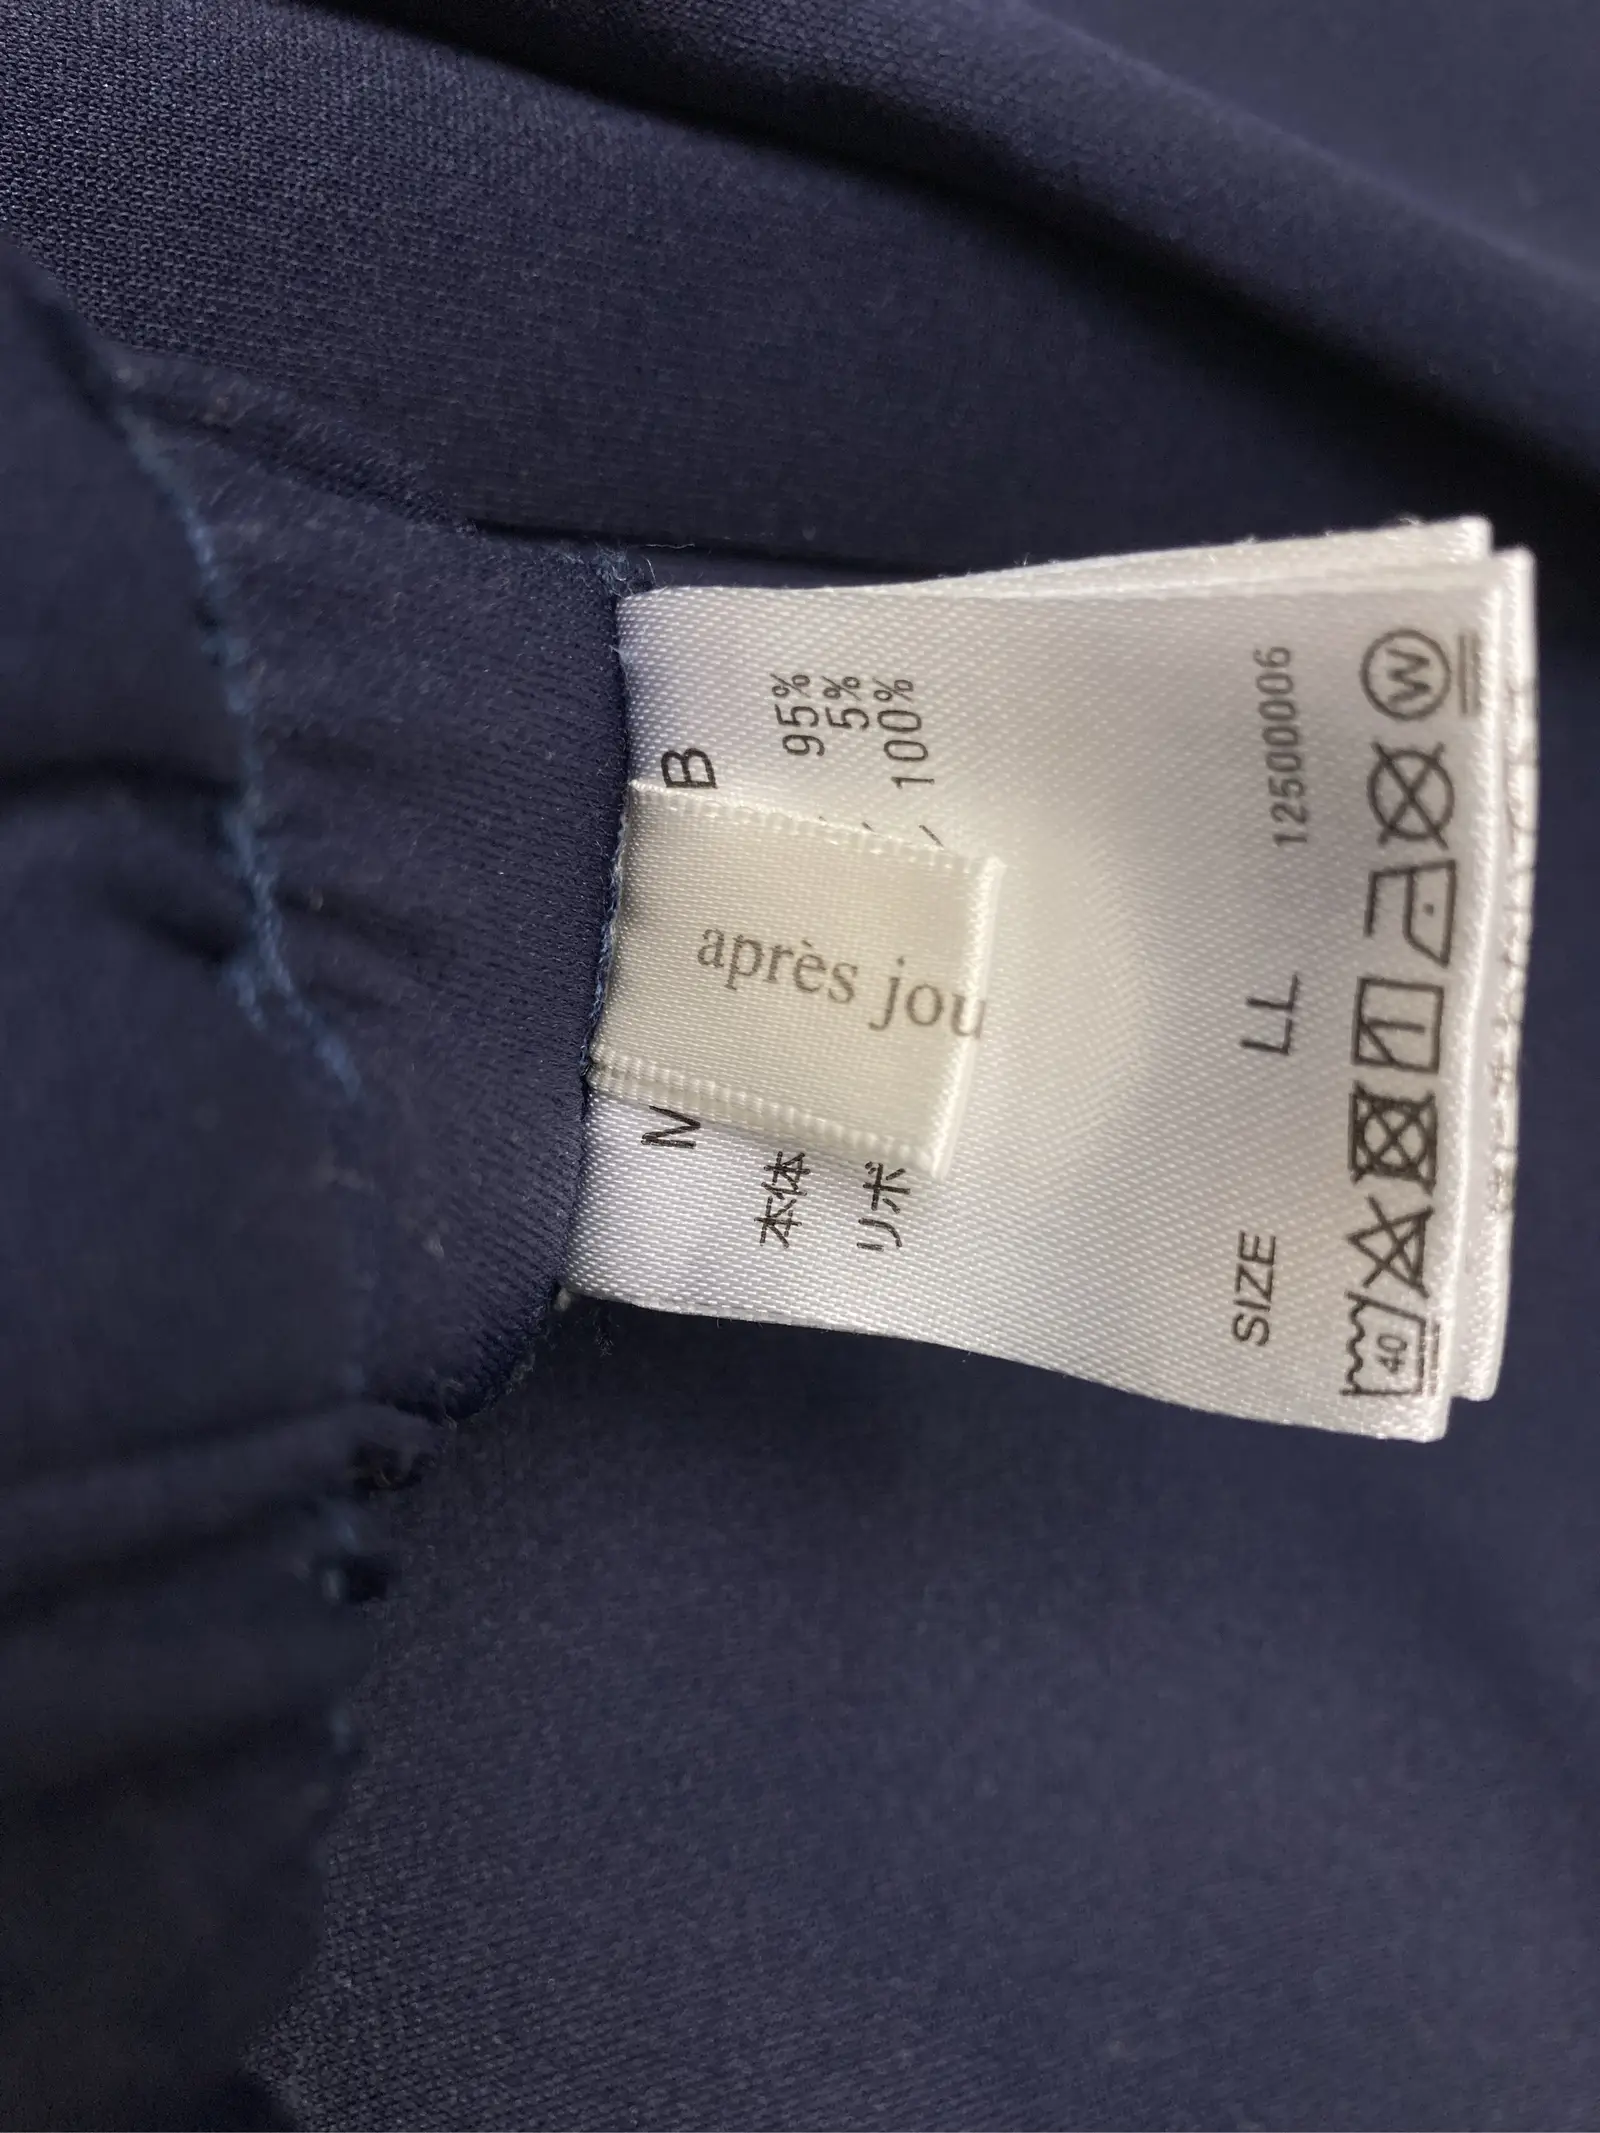 après jou
M
B
本体
95%
5%
リボ
100%
12500006
SIZE LL
40
W